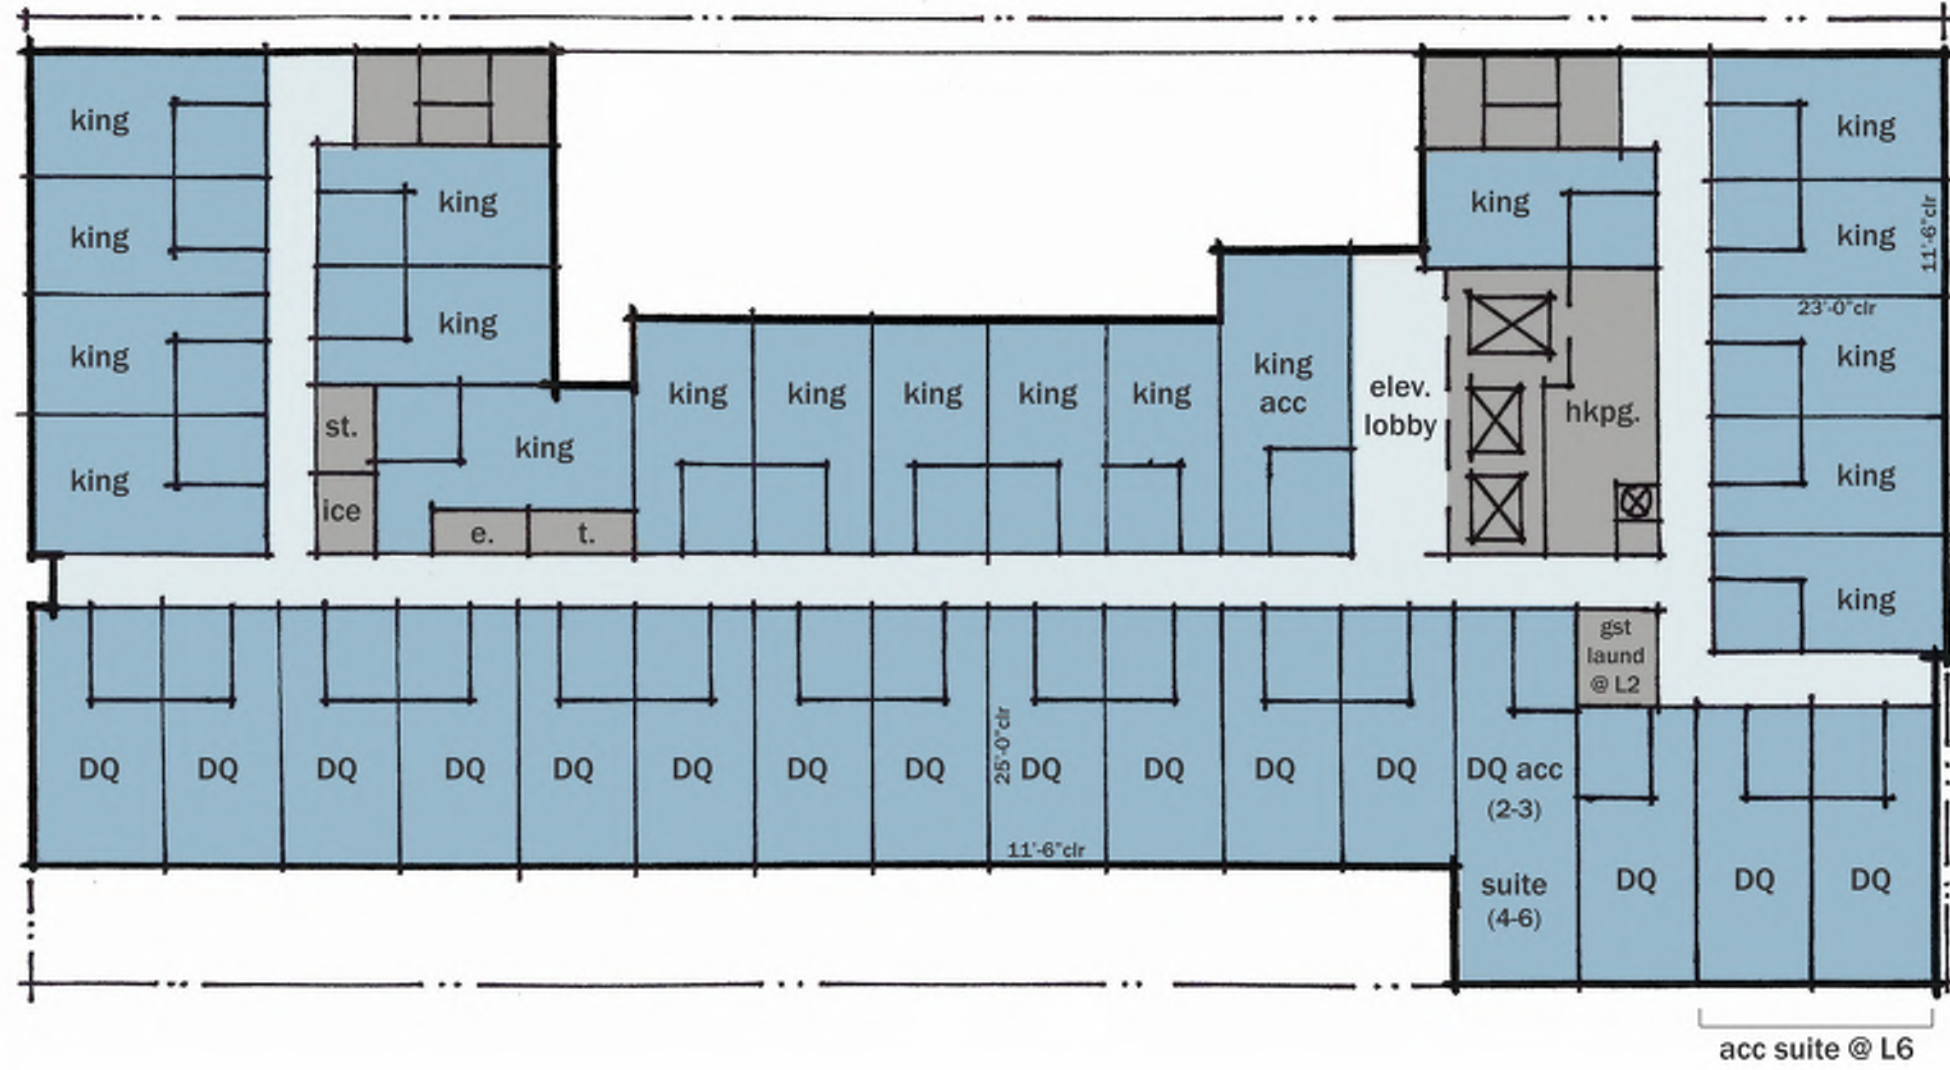 king
king
king
king
king
king
king
st.
ice
e.
t.
king
king
king
king
king
king
acc
elev.
lobby
king
hkpg.
king
king
11'-6"clr
23'-0"clr
king
king
king
gst
laund
@ L2
DQ
DQ
DQ
DQ
DQ
DQ
DQ
DQ
25'-0"clr
DQ
DQ
DQ
DQ
11'-6"clr
DQ acc
(2-3)
suite
(4-6)
DQ
DQ
DQ
acc suite @ L6